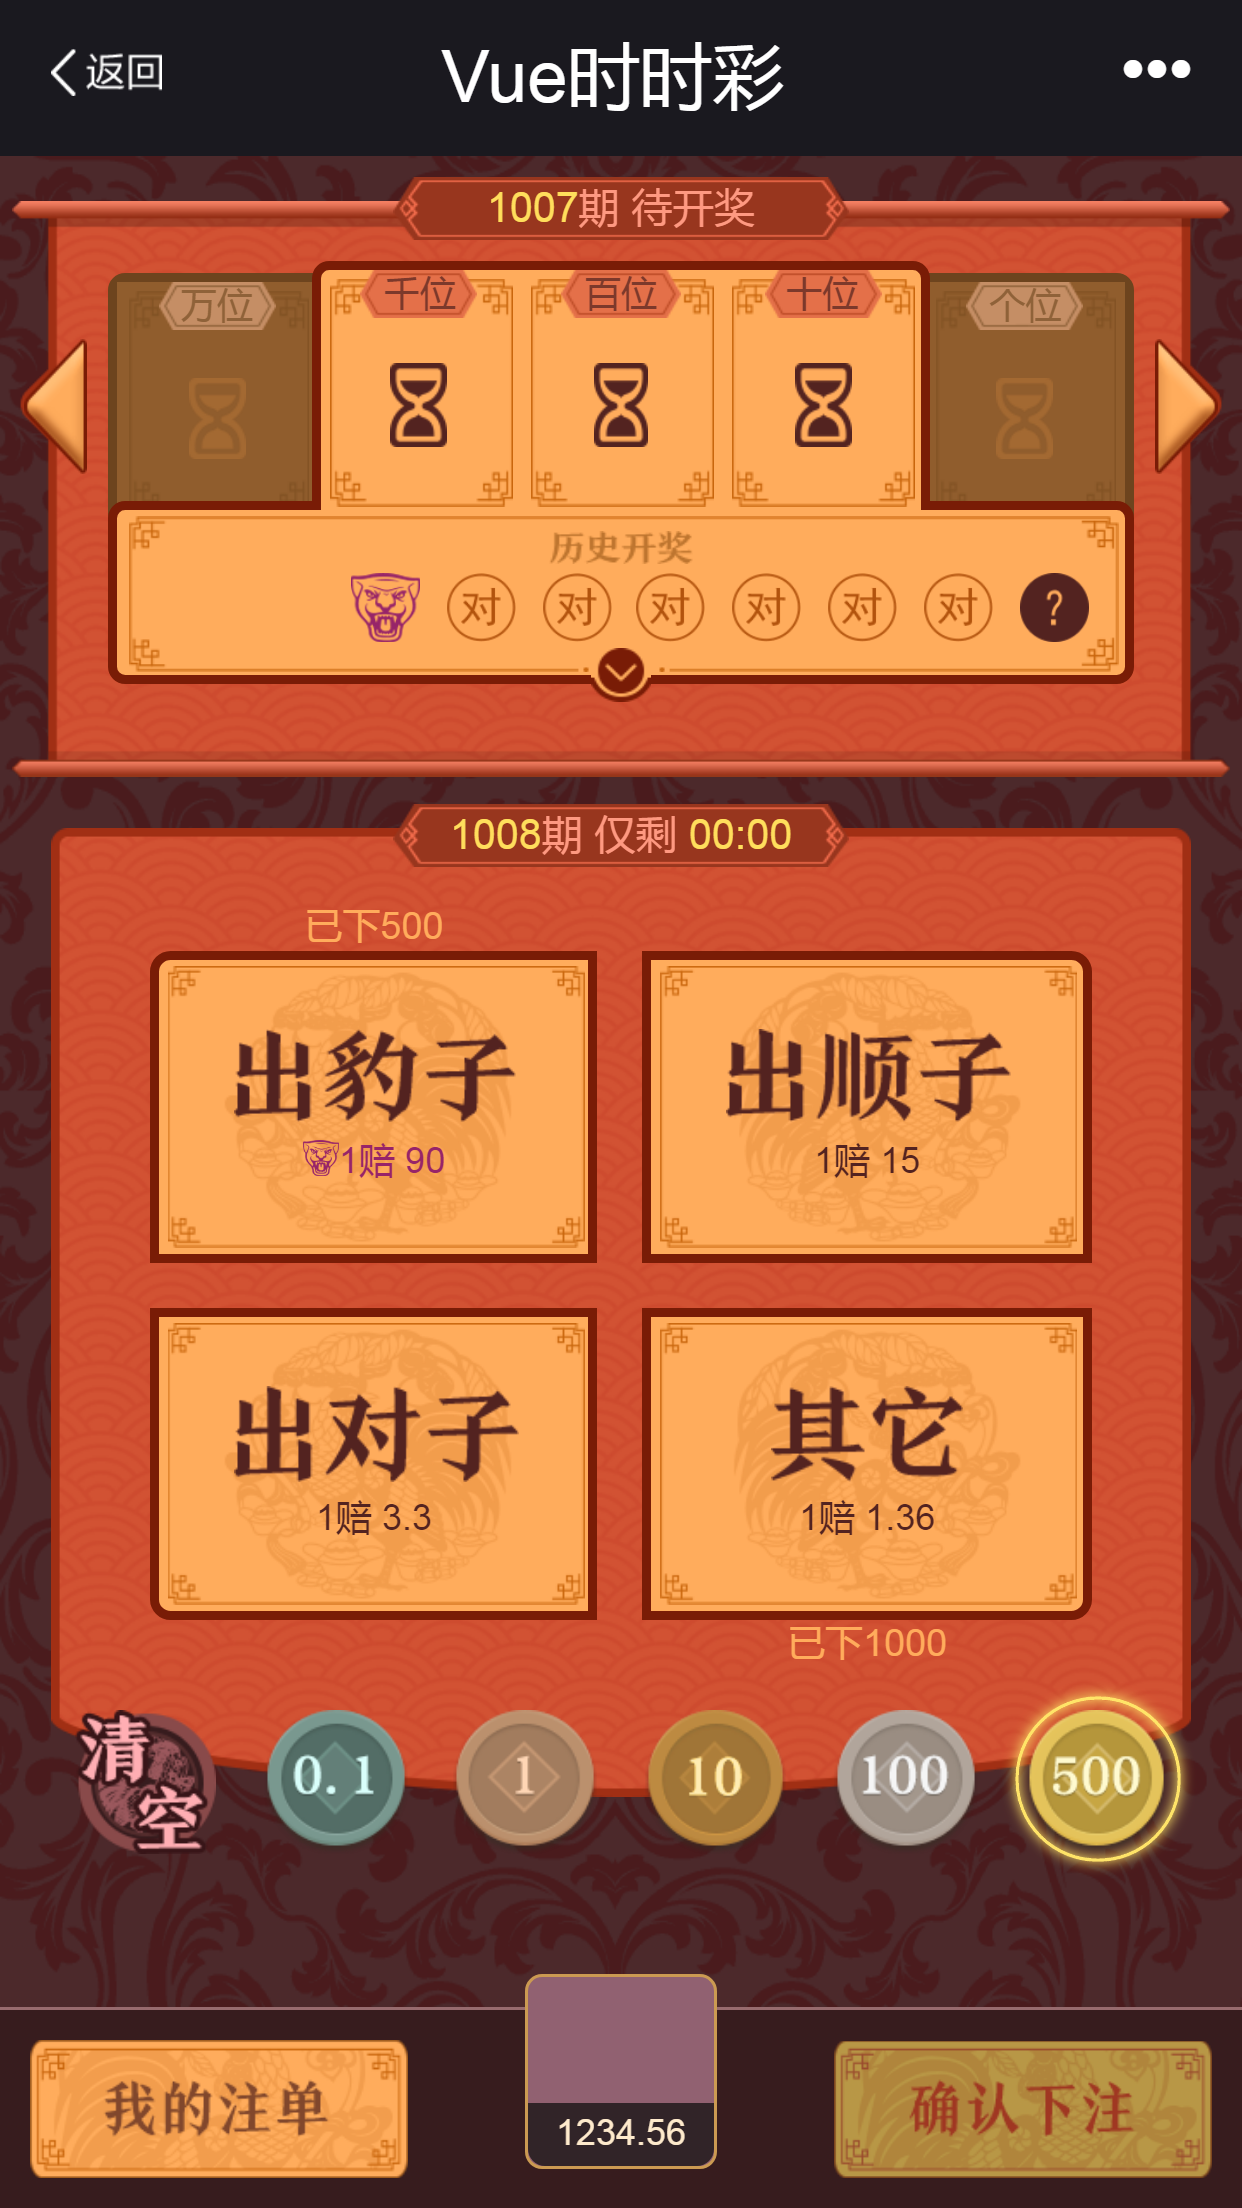 返回
Vue时时彩
1007期 待开奖
万位
千位
百位
十位
个位
历史开奖
对 对 对 对 对 对 ?
1008期 仅剩 00:00
已下500
出豹子
1赔 90
出顺子
1赔 15
出对子
1赔 3.3
其它
1赔 1.36
已下1000
清空
0.1
1
10
100
500
我的注单
1234.56
确认下注